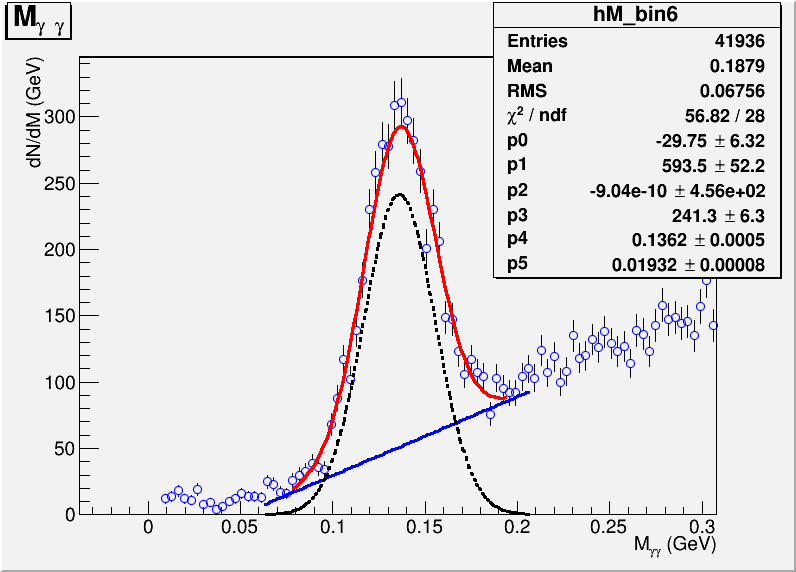 M γ γ
hM_bin6
Entries 41936
Mean 0.1879
RMS 0.06756
χ² / ndf 56.82 / 28
p0 -29.75 ± 6.32
p1 593.5 ± 52.2
p2 -9.04e-10 ± 4.56e+02
p3 241.3 ± 6.3
p4 0.1362 ± 0.0005
p5 0.01932 ± 0.00008
dN/dM (GeV)
300
250
200
150
100
50
0
0 0.05 0.1 0.15 0.2 0.25 0.3
M γγ (GeV)